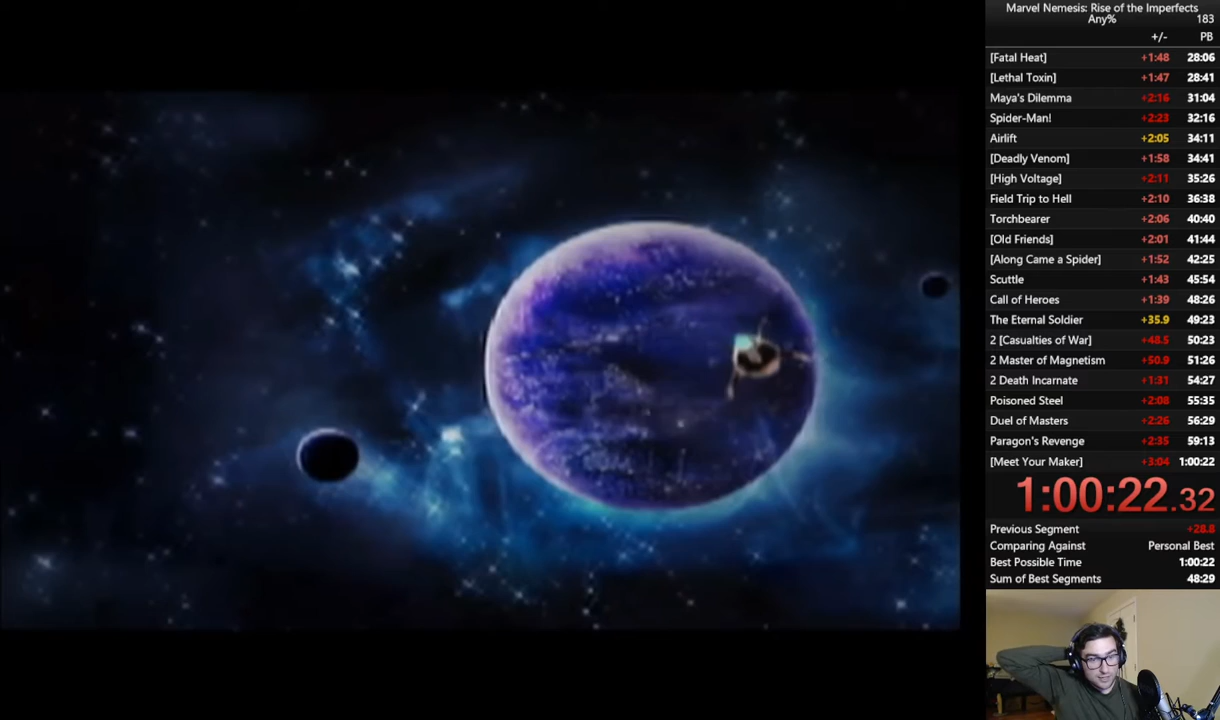 Marvel Nemesis: Rise of the Imperfects
Any% 183
+/- PB
[Fatal Heat] +1:48 28:06
[Lethal Toxin] +1:47 28:41
Maya's Dilemma +2:16 31:04
Spider-Man! +2:23 32:16
Airlift +2:05 34:11
[Deadly Venom] +1:58 34:41
[High Voltage] +2:11 35:26
Field Trip to Hell +2:10 36:38
Torchbearer +2:06 40:40
[Old Friends] +2:01 41:44
[Along Came a Spider] +1:52 42:25
Scuttle +1:43 45:54
Call of Heroes +1:39 48:26
The Eternal Soldier +35.9 49:23
2 [Casualties of War] +48.5 50:23
2 Master of Magnetism +50.9 51:26
2 Death Incarnate +1:31 54:27
Poisoned Steel +2:08 55:35
Duel of Masters +2:26 56:29
Paragon's Revenge +2:35 59:13
[Meet Your Maker] +3:04 1:00:22
1:00:22.32
Previous Segment +28.8
Comparing Against Personal Best
Best Possible Time 1:00:22
Sum of Best Segments 48:29